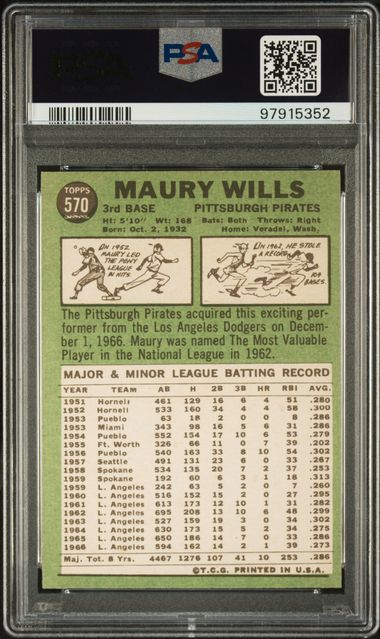 PSA
97915352
TOPPS
570
MAURY WILLS
3rd BASE PITTSBURGH PIRATES
Ht: 5'10" Wt: 168 Bats: Both Throws: Right
Born: Oct. 2, 1932 Home: Veradel, Wash.
IN 1952
MAURY LED
THE PONY
LEAGUE
IN HITS.
IN 1962, HE STOLE
A RECORD
104
BASES.
The Pittsburgh Pirates acquired this exciting per-
former from the Los Angeles Dodgers on Decem-
ber 1, 1966. Maury was named The Most Valuable
Player in the National League in 1962.
MAJOR & MINOR LEAGUE BATTING RECORD
YEAR TEAM AB H 2B 3B HR RBI AVG.
1951 Hornell 461 129 16 6 4 51 .280
1952 Hornell 533 160 34 4 4 58 .300
1953 Pueblo 63 18 2 0 0 8 .286
1953 Miami 343 98 16 5 6 31 .286
1954 Pueblo 552 154 17 10 6 53 .279
1955 Ft. Worth 326 66 11 0 7 39 .202
1956 Pueblo 540 163 33 8 10 54 .302
1957 Seattle 491 131 23 8 6 0 33 .267
1958 Spokane 534 135 20 7 2 37 .253
1959 Spokane 192 60 9 4 3 18 .313
1959 L. Angeles 242 63 5 2 0 7 .260
1960 L. Angeles 516 152 15 2 0 27 .295
1961 L. Angeles 613 173 12 10 1 31 .282
1962 L. Angeles 695 208 13 10 6 48 .299
1963 L. Angeles 527 159 19 3 0 34 .302
1964 L. Angeles 630 173 15 5 2 34 .275
1965 L. Angeles 650 186 14 7 0 33 .286
1966 L. Angeles 594 162 14 2 1 39 .273
Maj. Tot. 8 Yrs. 4467 1276 107 41 10 253 .286
©T.C.G. PRINTED IN U.S.A.